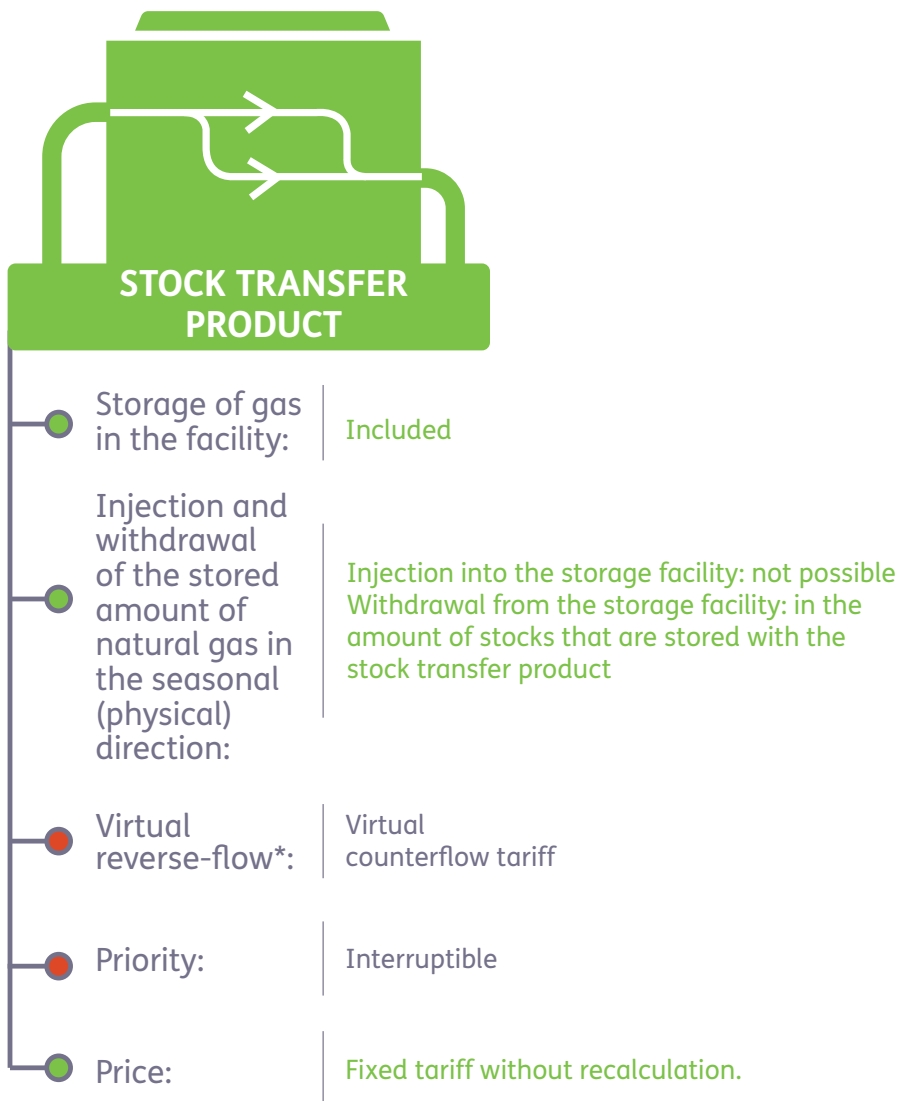 STOCK TRANSFER
PRODUCT
Storage of gas
in the facility:
Included
Injection and
withdrawal
of the stored
amount of
natural gas in
the seasonal
(physical)
direction:
Injection into the storage facility: not possible
Withdrawal from the storage facility: in the
amount of stocks that are stored with the
stock transfer product
Virtual
reverse-flow*:
Virtual
counterflow tariff
Priority:
Interruptible
Price:
Fixed tariff without recalculation.